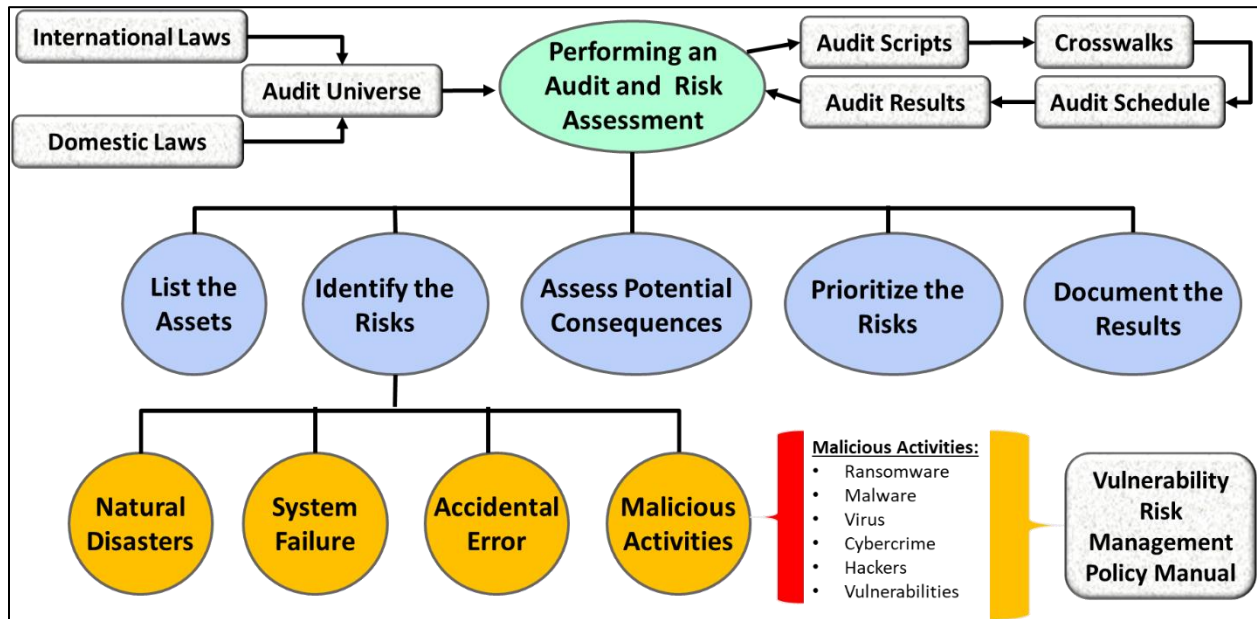 International Laws
Domestic Laws
Audit Universe
Performing an
Audit and Risk
Assessment
Audit Scripts
Crosswalks
Audit Results
Audit Schedule
List the
Assets
Identify the
Risks
Assess Potential
Consequences
Prioritize the
Risks
Document the
Results
Natural
Disasters
System
Failure
Accidental
Error
Malicious
Activities
Malicious Activities:
• Ransomware
• Malware
• Virus
• Cybercrime
• Hackers
• Vulnerabilities
Vulnerability
Risk
Management
Policy Manual